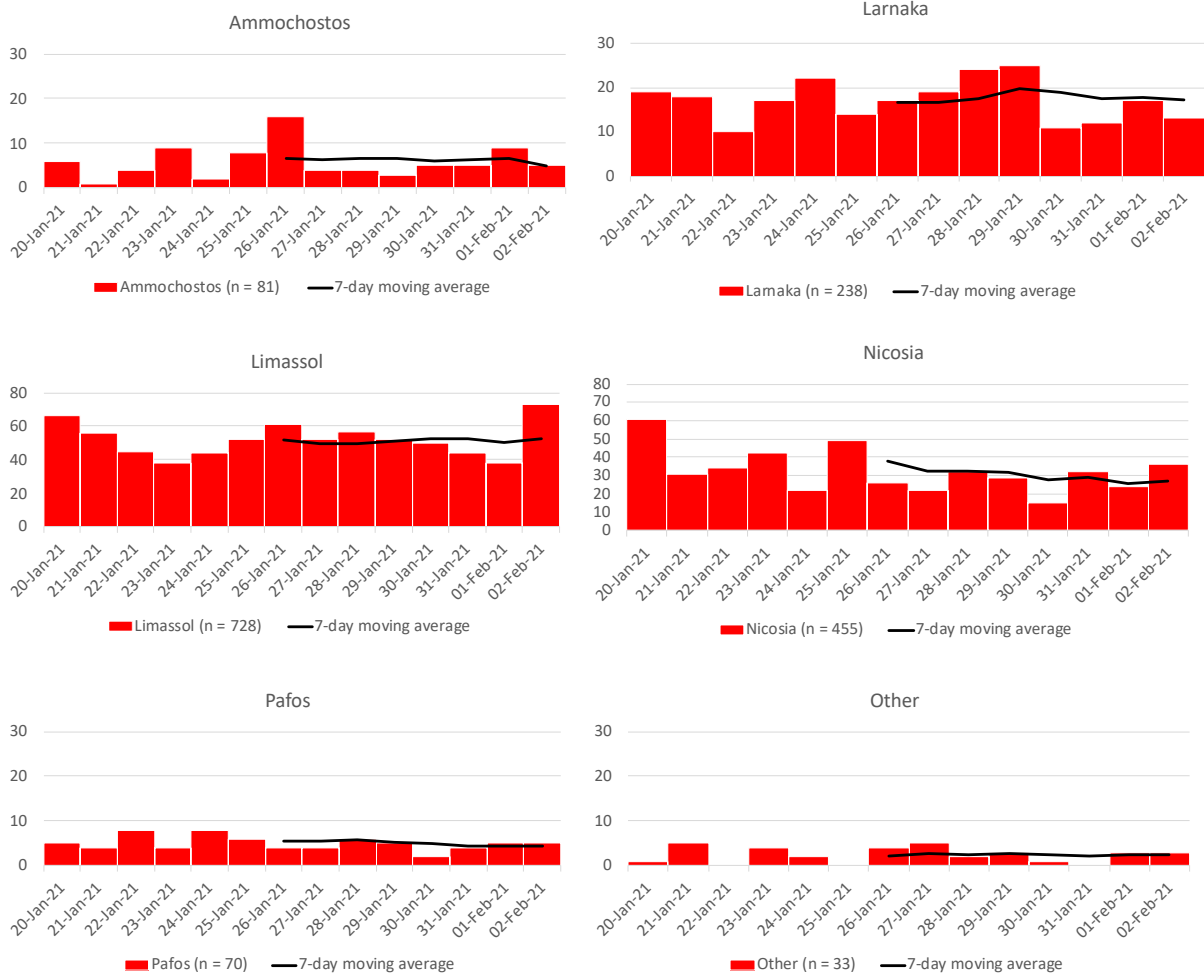 Ammochostos
30
20
10
0
20-Jan-21
21-Jan-21
22-Jan-21
23-Jan-21
24-Jan-21
25-Jan-21
26-Jan-21
27-Jan-21
28-Jan-21
29-Jan-21
30-Jan-21
31-Jan-21
01-Feb-21
02-Feb-21
Ammochostos (n = 81) 7-day moving average
Larnaka
30
20
10
0
20-Jan-21
21-Jan-21
22-Jan-21
23-Jan-21
24-Jan-21
25-Jan-21
26-Jan-21
27-Jan-21
28-Jan-21
29-Jan-21
30-Jan-21
31-Jan-21
01-Feb-21
02-Feb-21
Larnaka (n = 238) 7-day moving average
Limassol
80
60
40
20
0
20-Jan-21
21-Jan-21
22-Jan-21
23-Jan-21
24-Jan-21
25-Jan-21
26-Jan-21
27-Jan-21
28-Jan-21
29-Jan-21
30-Jan-21
31-Jan-21
01-Feb-21
02-Feb-21
Limassol (n = 728) 7-day moving average
Nicosia
80
70
60
50
40
30
20
10
0
20-Jan-21
21-Jan-21
22-Jan-21
23-Jan-21
24-Jan-21
25-Jan-21
26-Jan-21
27-Jan-21
28-Jan-21
29-Jan-21
30-Jan-21
31-Jan-21
01-Feb-21
02-Feb-21
Nicosia (n = 455) 7-day moving average
Pafos
30
20
10
0
20-Jan-21
21-Jan-21
22-Jan-21
23-Jan-21
24-Jan-21
25-Jan-21
26-Jan-21
27-Jan-21
28-Jan-21
29-Jan-21
30-Jan-21
31-Jan-21
01-Feb-21
02-Feb-21
Pafos (n = 70) 7-day moving average
Other
30
20
10
0
20-Jan-21
21-Jan-21
22-Jan-21
23-Jan-21
24-Jan-21
25-Jan-21
26-Jan-21
27-Jan-21
28-Jan-21
29-Jan-21
30-Jan-21
31-Jan-21
01-Feb-21
02-Feb-21
Other (n = 33) 7-day moving average